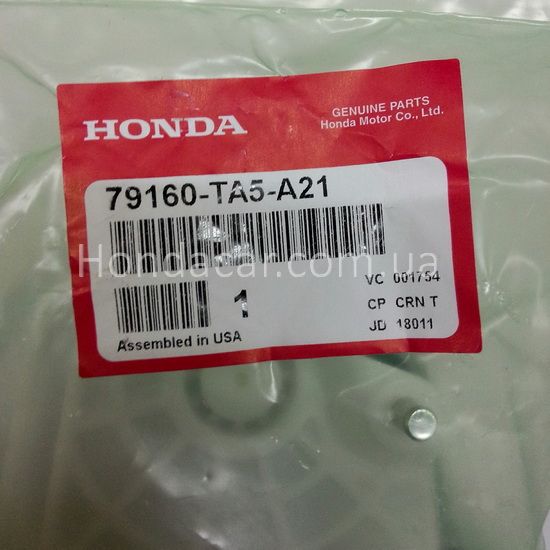 HONDA
GENUINE PARTS
Honda Motor Co., Ltd.
79160-TA5-A21
Hondacar.com.ua
VC 001754
1
CP CRN T
JD 18011
Assembled in USA